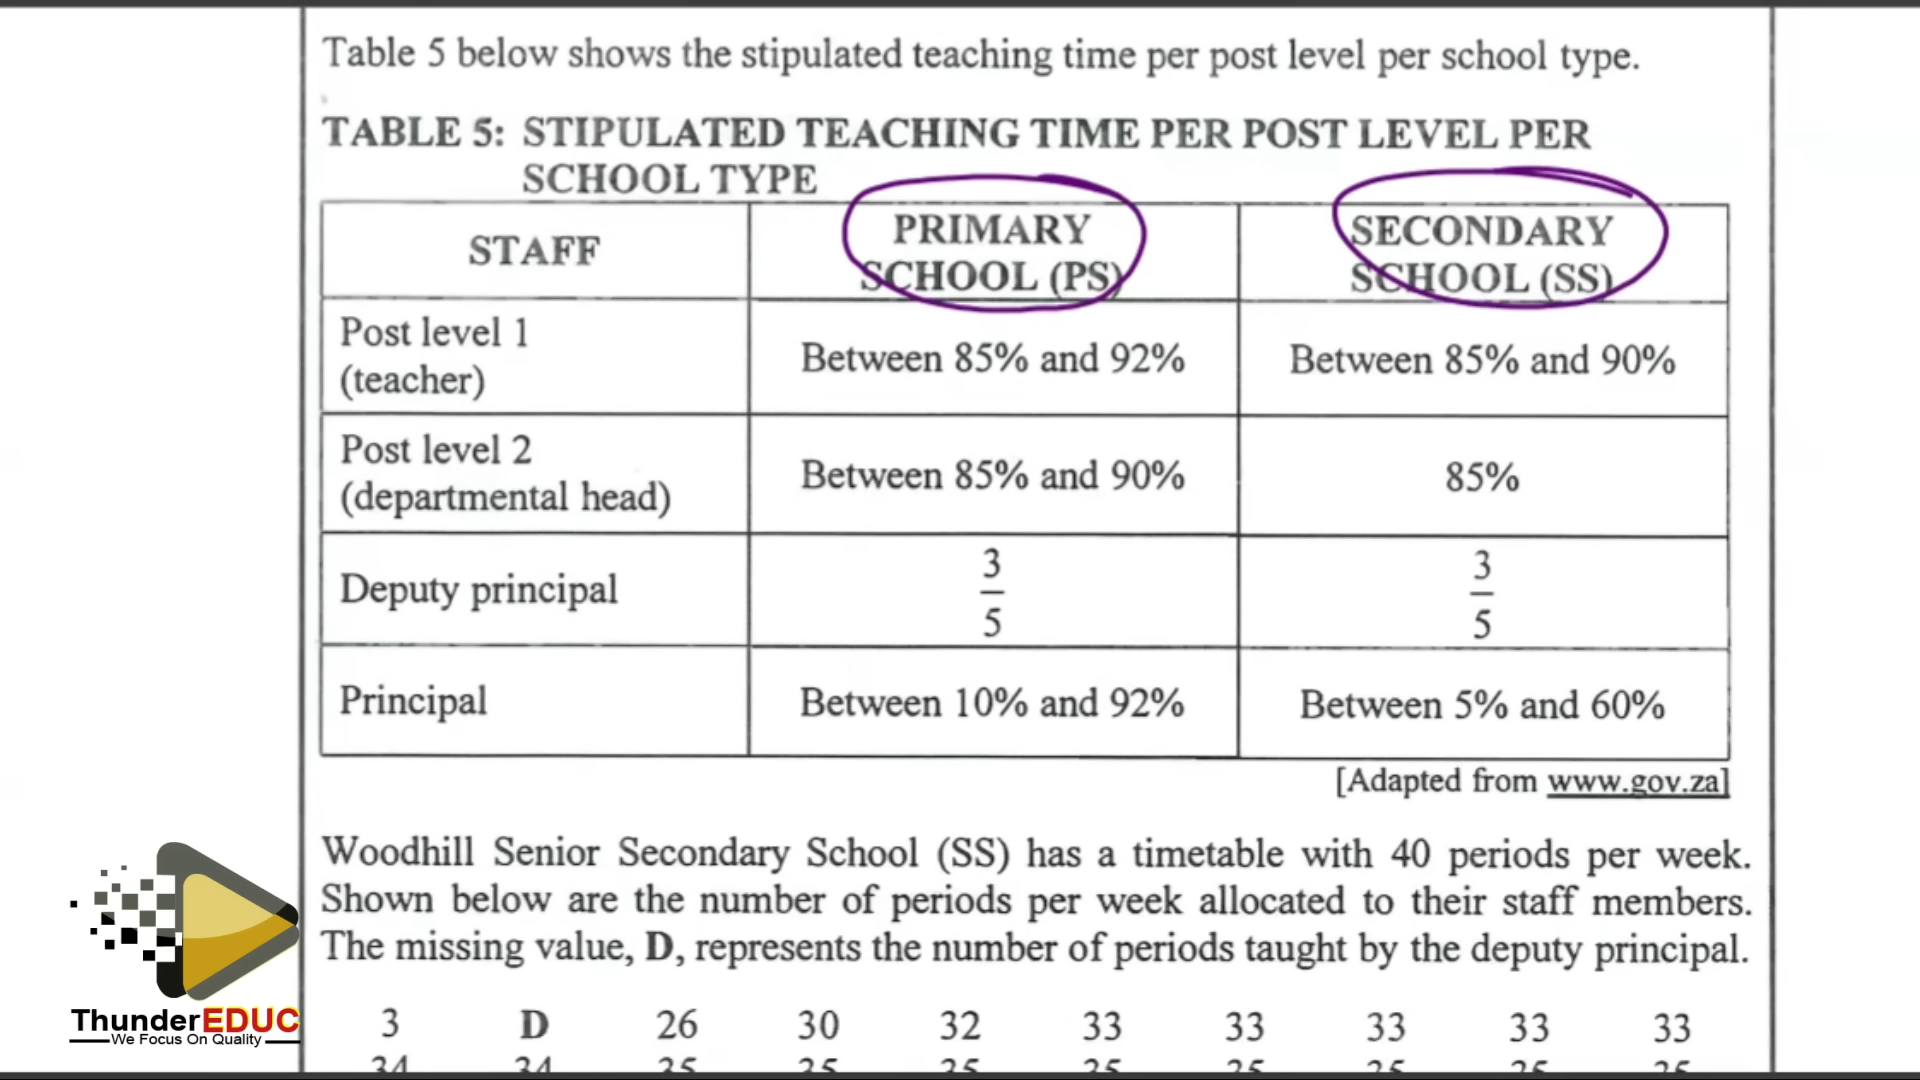 Table 5 below shows the stipulated teaching time per post level per school type.
TABLE 5: STIPULATED TEACHING TIME PER POST LEVEL PER
SCHOOL TYPE
STAFF
PRIMARY
SCHOOL (PS)
SECONDARY
SCHOOL (SS)
Post level 1
(teacher)
Between 85% and 92%
Between 85% and 90%
Post level 2
(departmental head)
Between 85% and 90%
85%
Deputy principal
3
5
3
5
Principal
Between 10% and 92%
Between 5% and 60%
[Adapted from www.gov.za]
Woodhill Senior Secondary School (SS) has a timetable with 40 periods per week.
Shown below are the number of periods per week allocated to their staff members.
The missing value, D, represents the number of periods taught by the deputy principal.
3 D 26 30 32 33 33 33 33 33
ThunderEDUC
We Focus On Quality